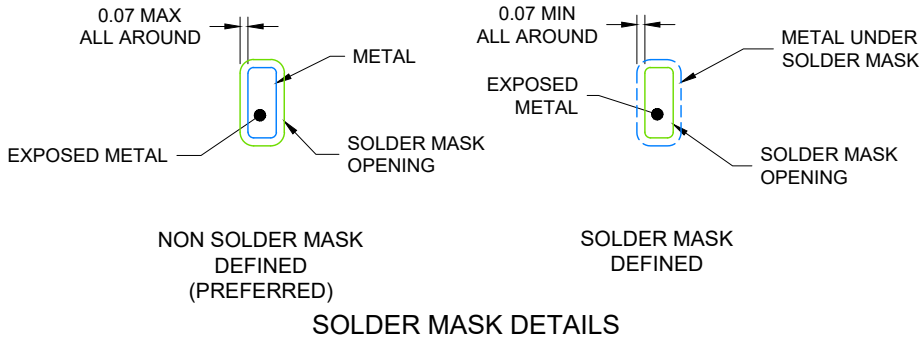 0.07 MAX
ALL AROUND
METAL
EXPOSED METAL
SOLDER MASK
OPENING
NON SOLDER MASK
DEFINED
(PREFERRED)
0.07 MIN
ALL AROUND
METAL UNDER
SOLDER MASK
EXPOSED
METAL
SOLDER MASK
OPENING
SOLDER MASK
DEFINED
SOLDER MASK DETAILS